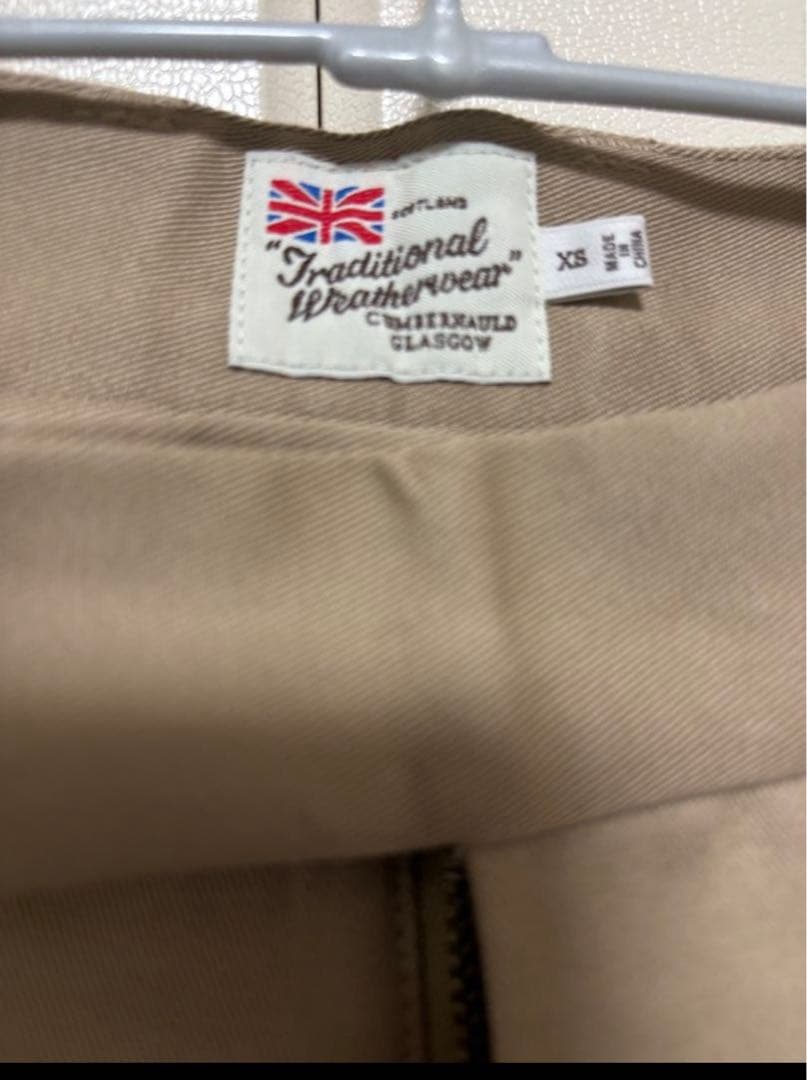 SCOTLAND
"Traditional
Weatherwear"
CUMBERNAULD
GLASGOW
XS
MADE
IN
CHINA